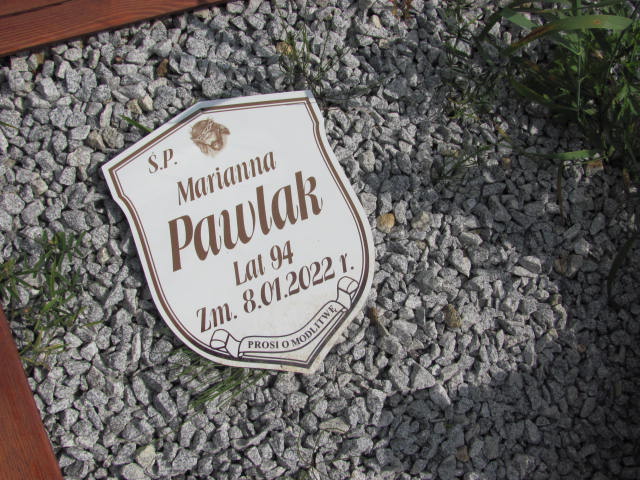 Ś.P.
Marianna
Pawlak
Lat 94
Zm. 8.01.2022 r.
PROSI O MODLITWĘ